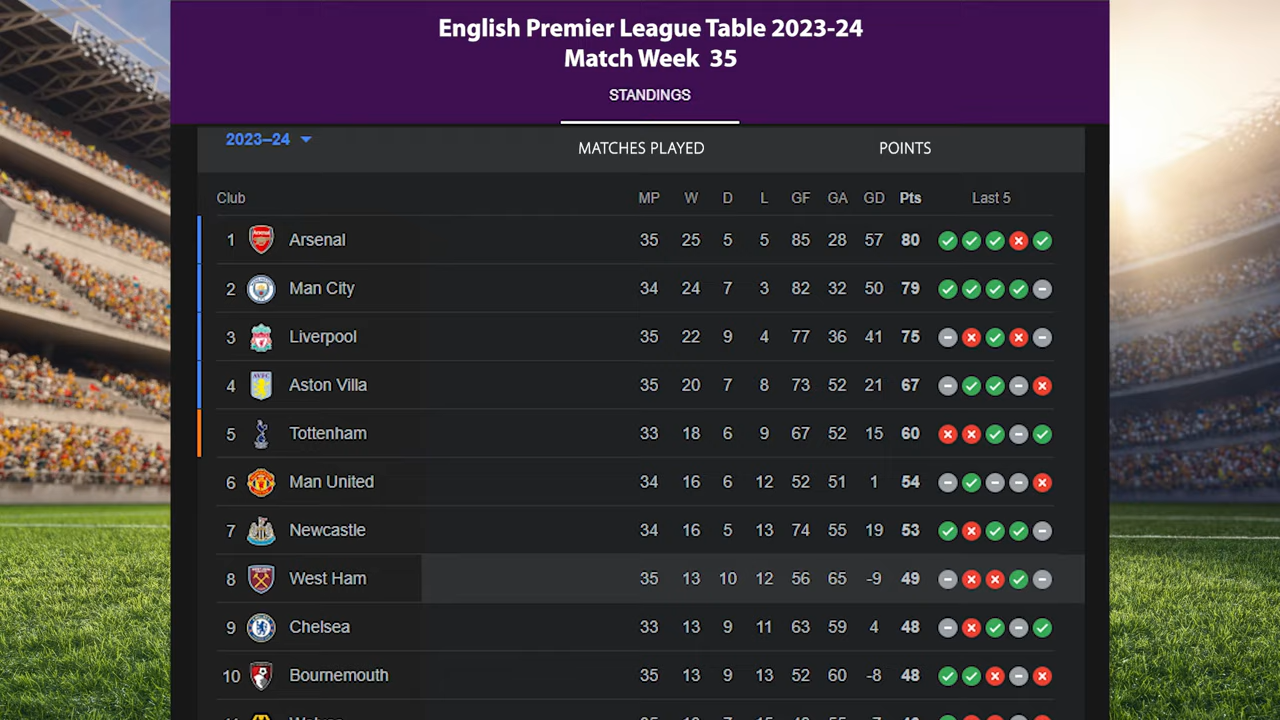 English Premier League Table 2023-24
Match Week 35
STANDINGS
2023–24 MATCHES PLAYED POINTS
Club MP W D L GF GA GD Pts Last 5
1 Arsenal 35 25 5 5 85 28 57 80
2 Man City 34 24 7 3 82 32 50 79
3 Liverpool 35 22 9 4 77 36 41 75
4 Aston Villa 35 20 7 8 73 52 21 67
5 Tottenham 33 18 6 9 67 52 15 60
6 Man United 34 16 6 12 52 51 1 54
7 Newcastle 34 16 5 13 74 55 19 53
8 West Ham 35 13 10 12 56 65 -9 49
9 Chelsea 33 13 9 11 63 59 4 48
10 Bournemouth 35 13 9 13 52 60 -8 48